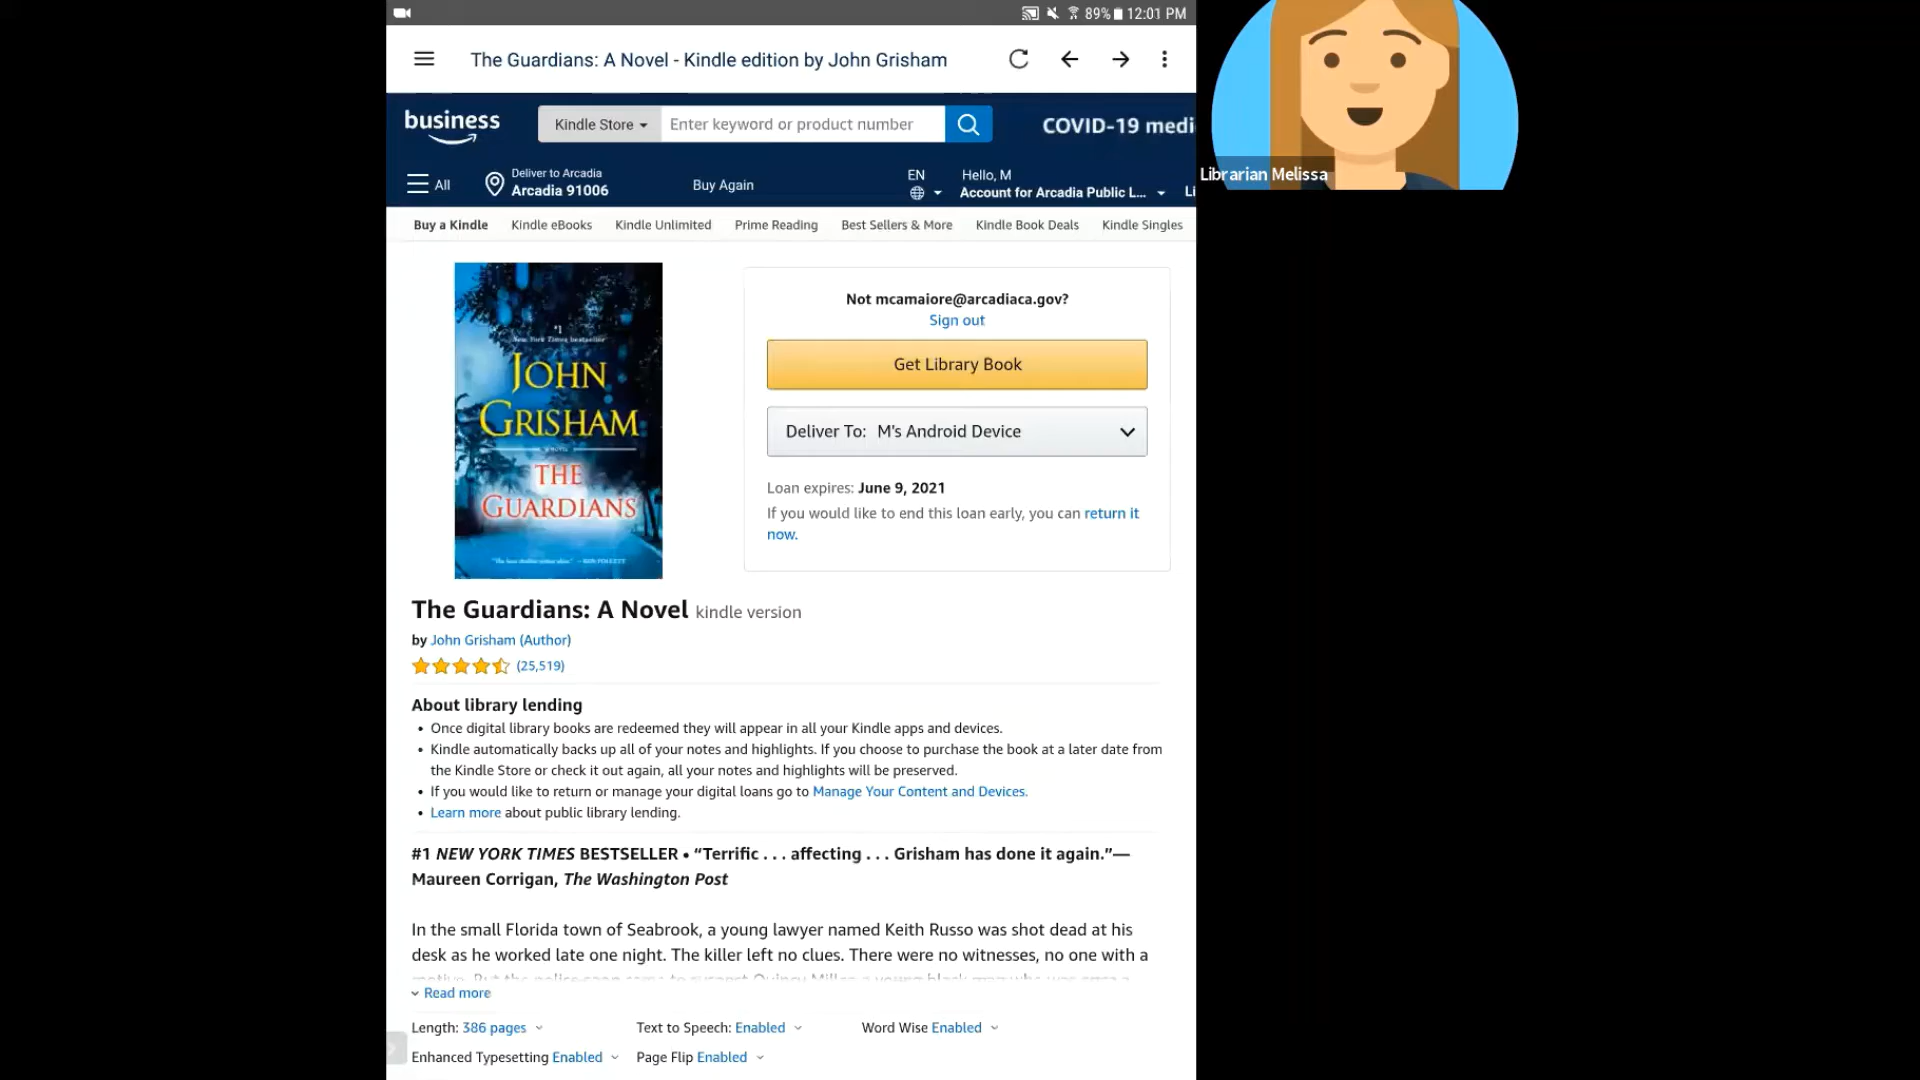 89% 12:01 PM
The Guardians: A Novel - Kindle edition by John Grisham
business
Kindle Store
Enter keyword or product number
COVID-19 medi
All
Deliver to Arcadia
Arcadia 91006
Buy Again
EN
Hello, M
Account for Arcadia Public L...
Li
Librarian Melissa
Buy a Kindle Kindle eBooks Kindle Unlimited Prime Reading Best Sellers & More Kindle Book Deals Kindle Singles
#1
New York Times bestseller
JOHN
GRISHAM
A NOVEL
THE
GUARDIANS
Not mcamaiore@arcadiaca.gov?
Sign out
Get Library Book
Deliver To: M's Android Device
Loan expires: June 9, 2021
If you would like to end this loan early, you can return it
now.
The Guardians: A Novel kindle version
by John Grisham (Author)
(25,519)
About library lending
• Once digital library books are redeemed they will appear in all your Kindle apps and devices.
• Kindle automatically backs up all of your notes and highlights. If you choose to purchase the book at a later date from
the Kindle Store or check it out again, all your notes and highlights will be preserved.
• If you would like to return or manage your digital loans go to Manage Your Content and Devices.
• Learn more about public library lending.
#1 NEW YORK TIMES BESTSELLER • “Terrific . . . affecting . . . Grisham has done it again.”—
Maureen Corrigan, The Washington Post
In the small Florida town of Seabrook, a young lawyer named Keith Russo was shot dead at his
desk as he worked late one night. The killer left no clues. There were no witnesses, no one with a
Read more
Length: 386 pages Text to Speech: Enabled Word Wise Enabled
Enhanced Typesetting Enabled Page Flip Enabled